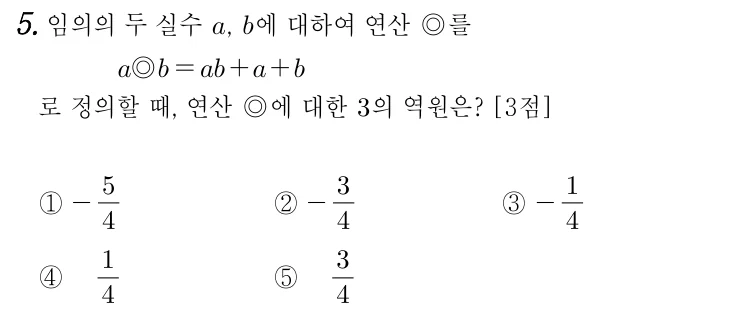 5. 임의의 두 실수 a, b에 대하여 연산 ◎를
a◎b=ab+a+b
로 정의할 때, 연산 ◎에 대한 3의 역원은? [3점]
① -5/4 ② -3/4 ③ -1/4
④ 1/4 ⑤ 3/4